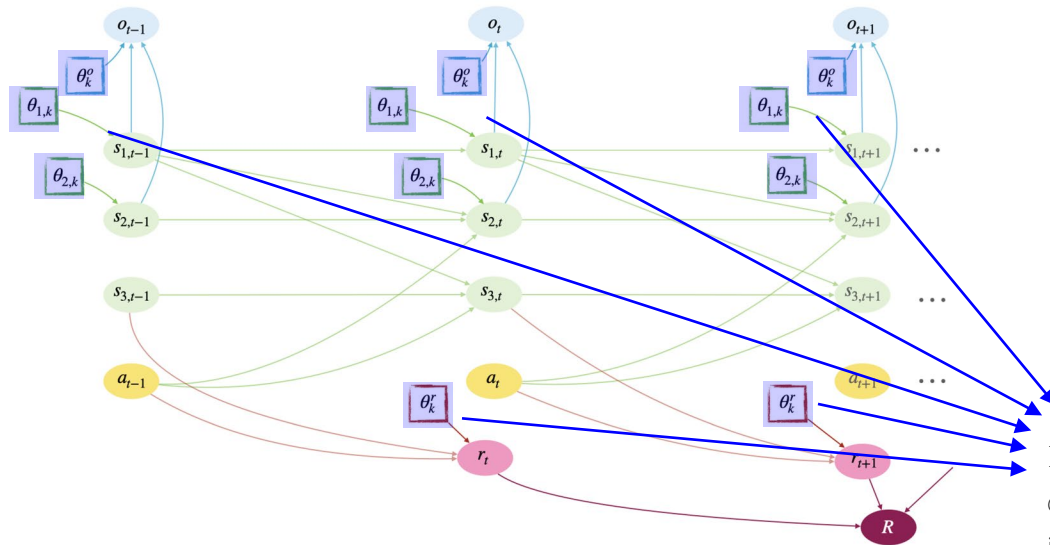 o_{t-1} o_t o_{t+1}
θ^o_k θ^o_k θ^o_k
θ_{1,k} θ_{1,k} θ_{1,k}
s_{1,t-1} s_{1,t} s_{1,t+1} ...
θ_{2,k} θ_{2,k} θ_{2,k}
s_{2,t-1} s_{2,t} s_{2,t+1}
s_{3,t-1} s_{3,t} s_{3,t+1} ...
a_{t-1} a_t a_{t+1} ...
θ^r_k θ^r_k
r_t r_{t+1}
R